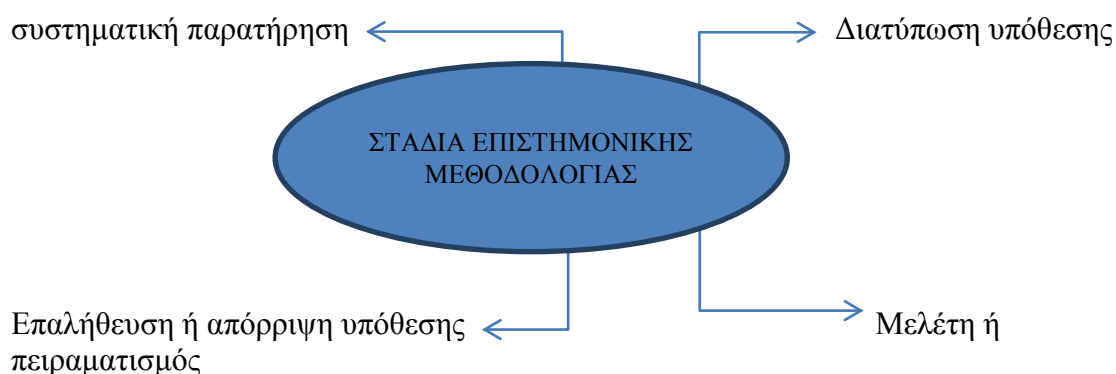 συστηματική παρατήρηση
Διατύπωση υπόθεσης
ΣΤΑΔΙΑ ΕΠΙΣΤΗΜΟΝΙΚΗΣ
ΜΕΘΟΔΟΛΟΓΙΑΣ
Επαλήθευση ή απόρριψη υπόθεσης
Μελέτη ή
πειραματισμός